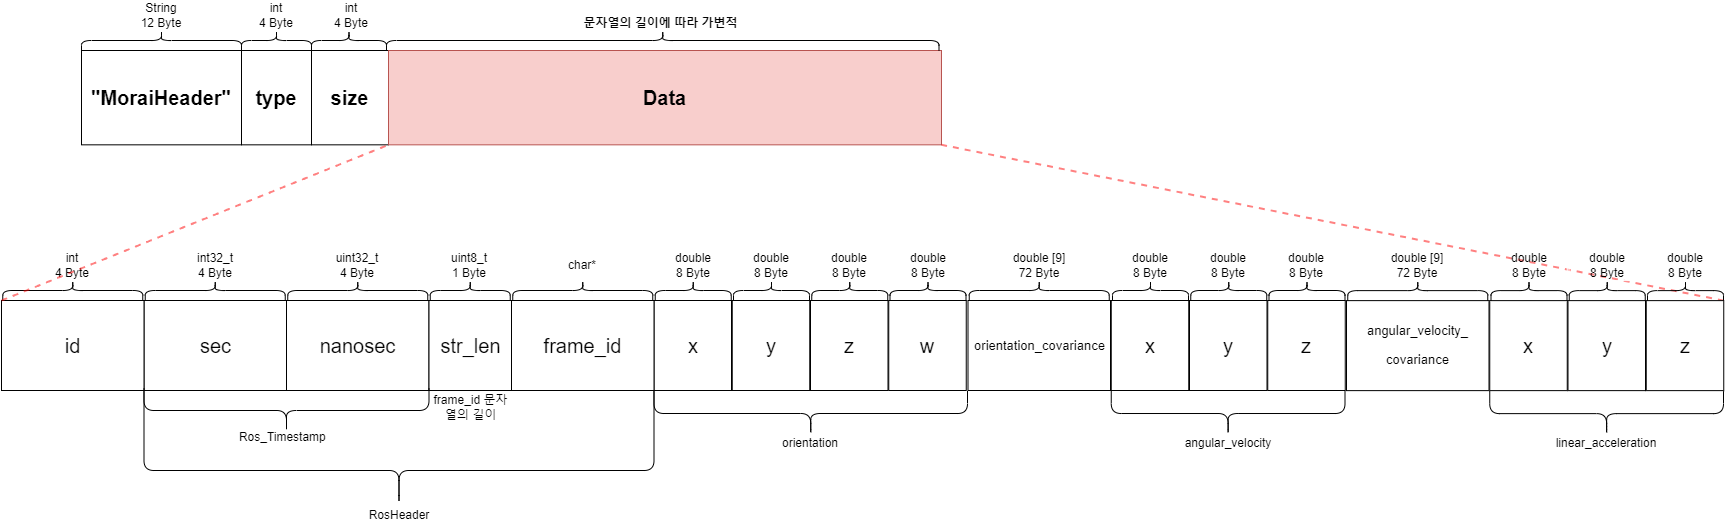 String
12 Byte
int
4 Byte
int
4 Byte
문자열의 길이에 따라 가변적
"MoraiHeader"
type
size
Data
int
4 Byte
int32_t
4 Byte
uint32_t
4 Byte
uint8_t
1 Byte
char*
double
8 Byte
double
8 Byte
double
8 Byte
double
8 Byte
double [9]
72 Byte
double
8 Byte
double
8 Byte
double
8 Byte
double [9]
72 Byte
double
8 Byte
double
8 Byte
double
8 Byte
id
sec
nanosec
str_len
frame_id
x
y
z
w
orientation_covariance
x
y
z
angular_velocity_
covariance
x
y
z
frame_id 문자
열의 길이
Ros_Timestamp
orientation
angular_velocity
linear_acceleration
RosHeader